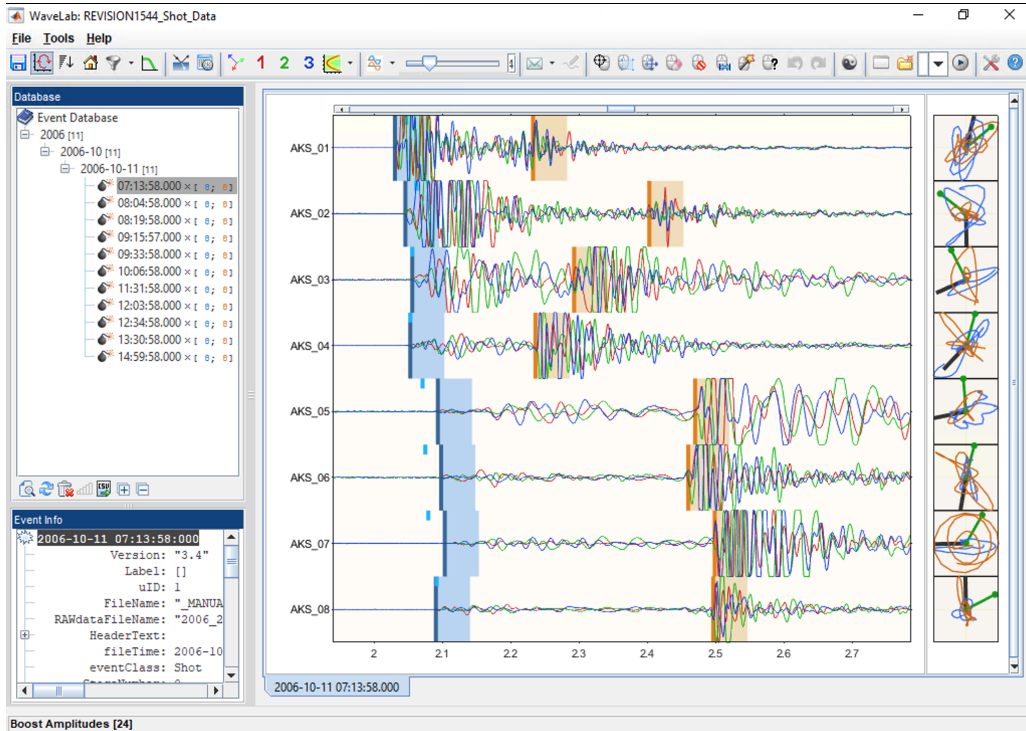 WaveLab: REVISION1544_Shot_Data
File Tools Help
1 2 3 4
Database
Event Database
2006 [11]
2006-10 [11]
2006-10-11 [11]
07:13:58.000 ×[ 0; 0]
08:04:58.000 ×[ 0; 0]
08:19:58.000 ×[ 0; 0]
09:15:57.000 ×[ 0; 0]
09:33:58.000 ×[ 0; 0]
10:06:58.000 ×[ 0; 0]
11:31:58.000 ×[ 0; 0]
12:03:58.000 ×[ 0; 0]
12:34:58.000 ×[ 0; 0]
13:30:58.000 ×[ 0; 0]
14:59:58.000 ×[ 0; 0]
CSV
Event Info
2006-10-11 07:13:58:000
Version: "3.4"
Label: []
uID: 1
FileName: "_MANUA
RAWdataFileName: "2006_2
HeaderText:
fileTime: 2006-10
eventClass: Shot
AKS_01
AKS_02
AKS_03
AKS_04
AKS_05
AKS_06
AKS_07
AKS_08
2 2.1 2.2 2.3 2.4 2.5 2.6 2.7
2006-10-11 07:13:58.000
Boost Amplitudes [24]